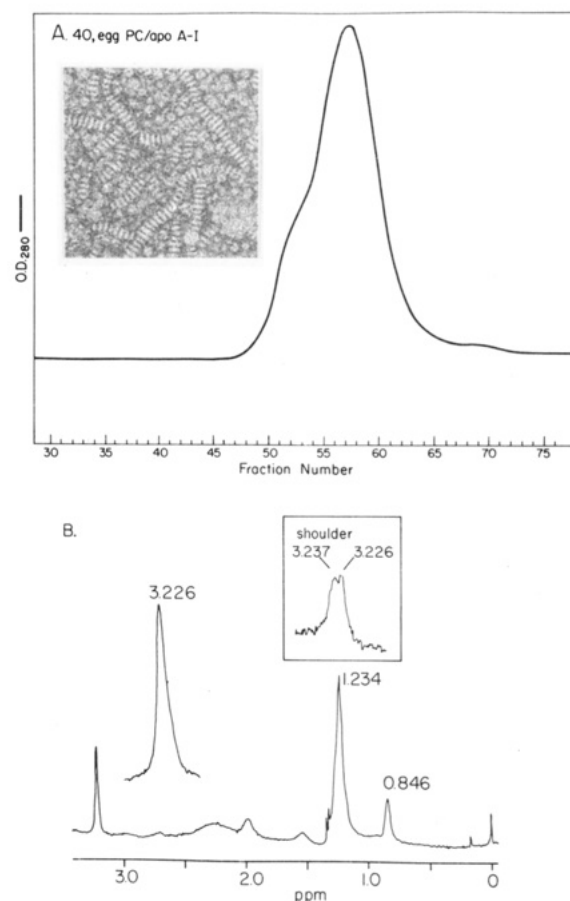 A. 40, egg PC/apo A-I
O.D.280
30 35 40 45 50 55 60 65 70 75
Fraction Number
B.
shoulder
3.237 3.226
3.226
1.234
0.846
3.0 2.0 1.0 0
ppm